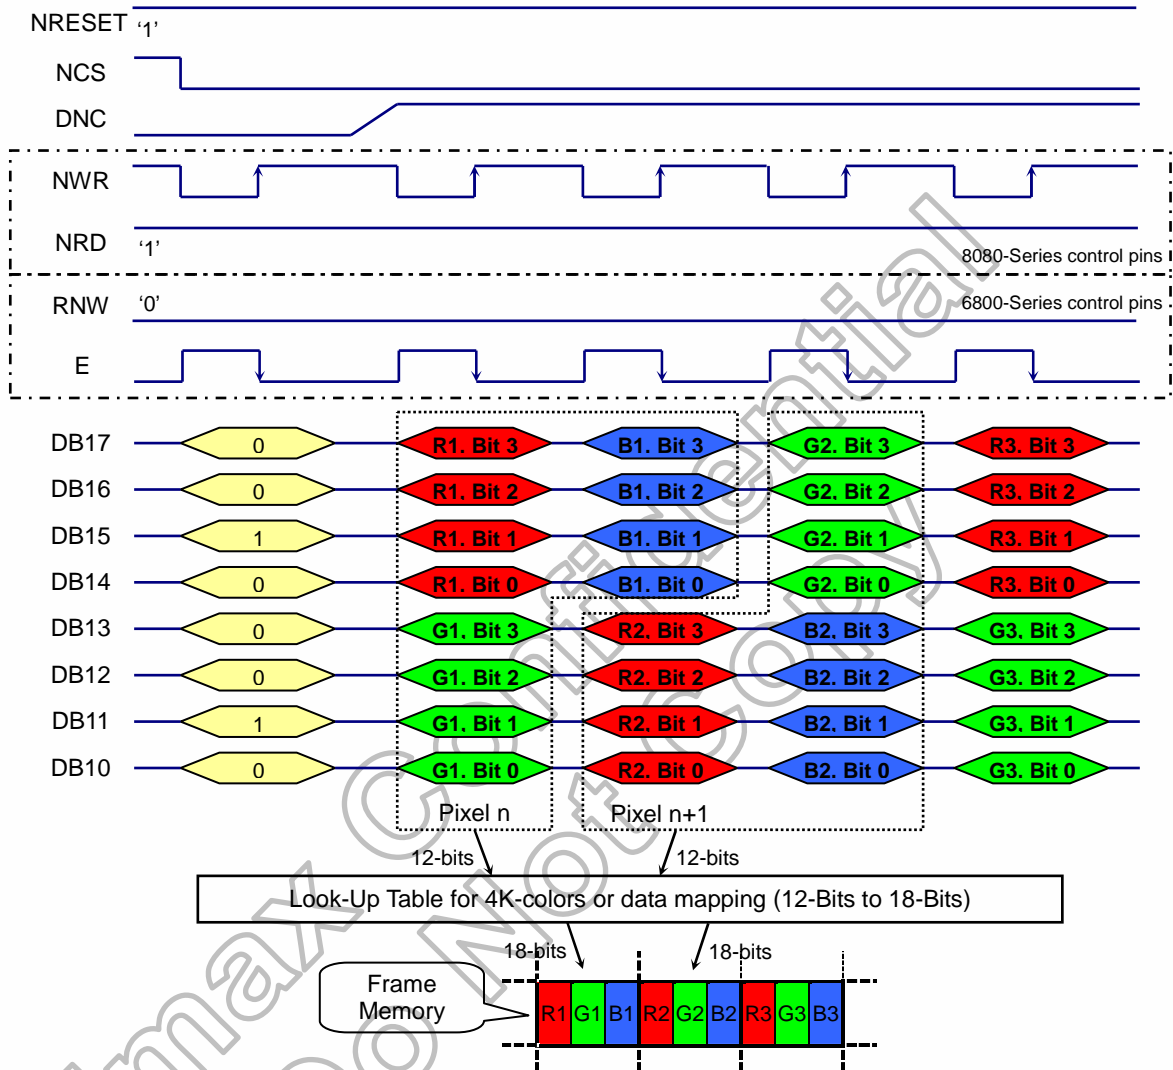 NRESET '1'
NCS
DNC
NWR
NRD '1'
8080-Series control pins
RNW '0'
6800-Series control pins
E
DB17 0 R1. Bit 3 B1. Bit 3 G2. Bit 3 R3. Bit 3
DB16 0 R1. Bit 2 B1. Bit 2 G2. Bit 2 R3. Bit 2
DB15 1 R1. Bit 1 B1. Bit 1 G2. Bit 1 R3. Bit 1
DB14 0 R1. Bit 0 B1. Bit 0 G2. Bit 0 R3. Bit 0
DB13 0 G1. Bit 3 R2. Bit 3 B2. Bit 3 G3. Bit 3
DB12 0 G1. Bit 2 R2. Bit 2 B2. Bit 2 G3. Bit 2
DB11 1 G1. Bit 1 R2. Bit 1 B2. Bit 1 G3. Bit 1
DB10 0 G1. Bit 0 R2. Bit 0 B2. Bit 0 G3. Bit 0
Pixel n Pixel n+1
12-bits 12-bits
Look-Up Table for 4K-colors or data mapping (12-Bits to 18-Bits)
18-bits 18-bits
Frame
Memory
R1 G1 B1 R2 G2 B2 R3 G3 B3
Confidential
Do Not Copy